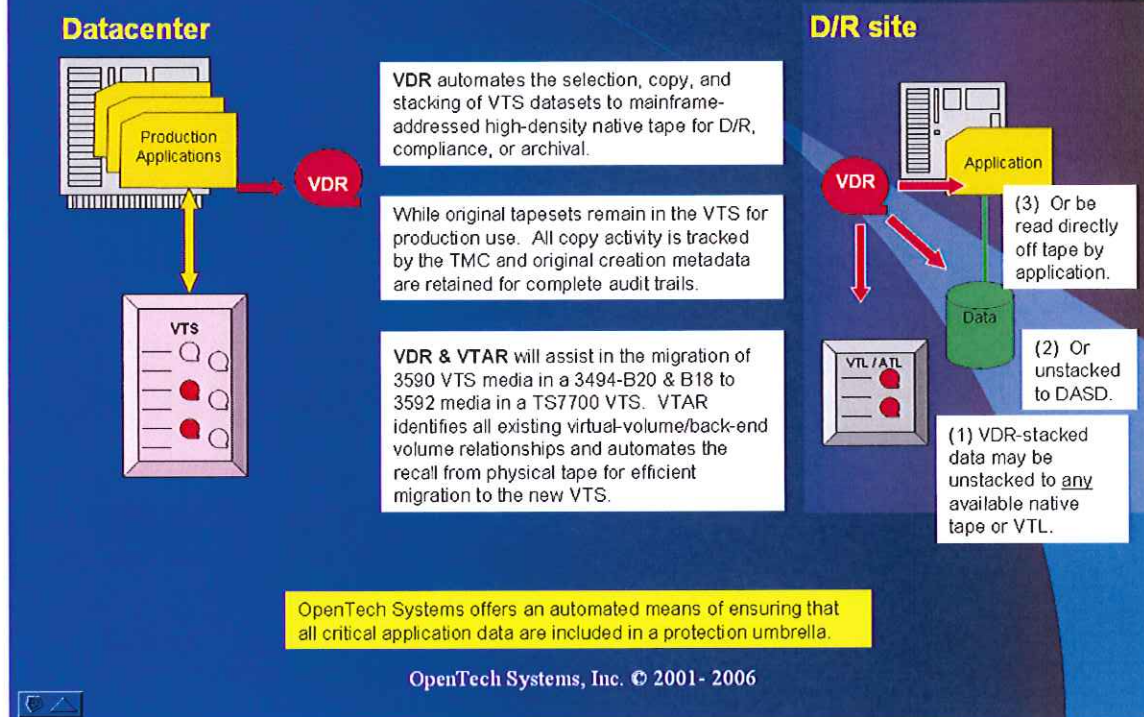 Datacenter
D/R site
Production
Applications
VDR
VTS
VDR automates the selection, copy, and
stacking of VTS datasets to mainframe-
addressed high-density native tape for D/R,
compliance, or archival.
While original tapesets remain in the VTS for
production use. All copy activity is tracked
by the TMC and original creation metadata
are retained for complete audit trails.
VDR & VTAR will assist in the migration of
3590 VTS media in a 3494-B20 & B18 to
3592 media in a TS7700 VTS. VTAR
identifies all existing virtual-volume/back-end
volume relationships and automates the
recall from physical tape for efficient
migration to the new VTS.
VDR
Application
(3) Or be
read directly
off tape by
application.
Data
VTL / ATL
(2) Or
unstacked
to DASD.
(1) VDR-stacked
data may be
unstacked to any
available native
tape or VTL.
OpenTech Systems offers an automated means of ensuring that
all critical application data are included in a protection umbrella.
OpenTech Systems, Inc. © 2001- 2006